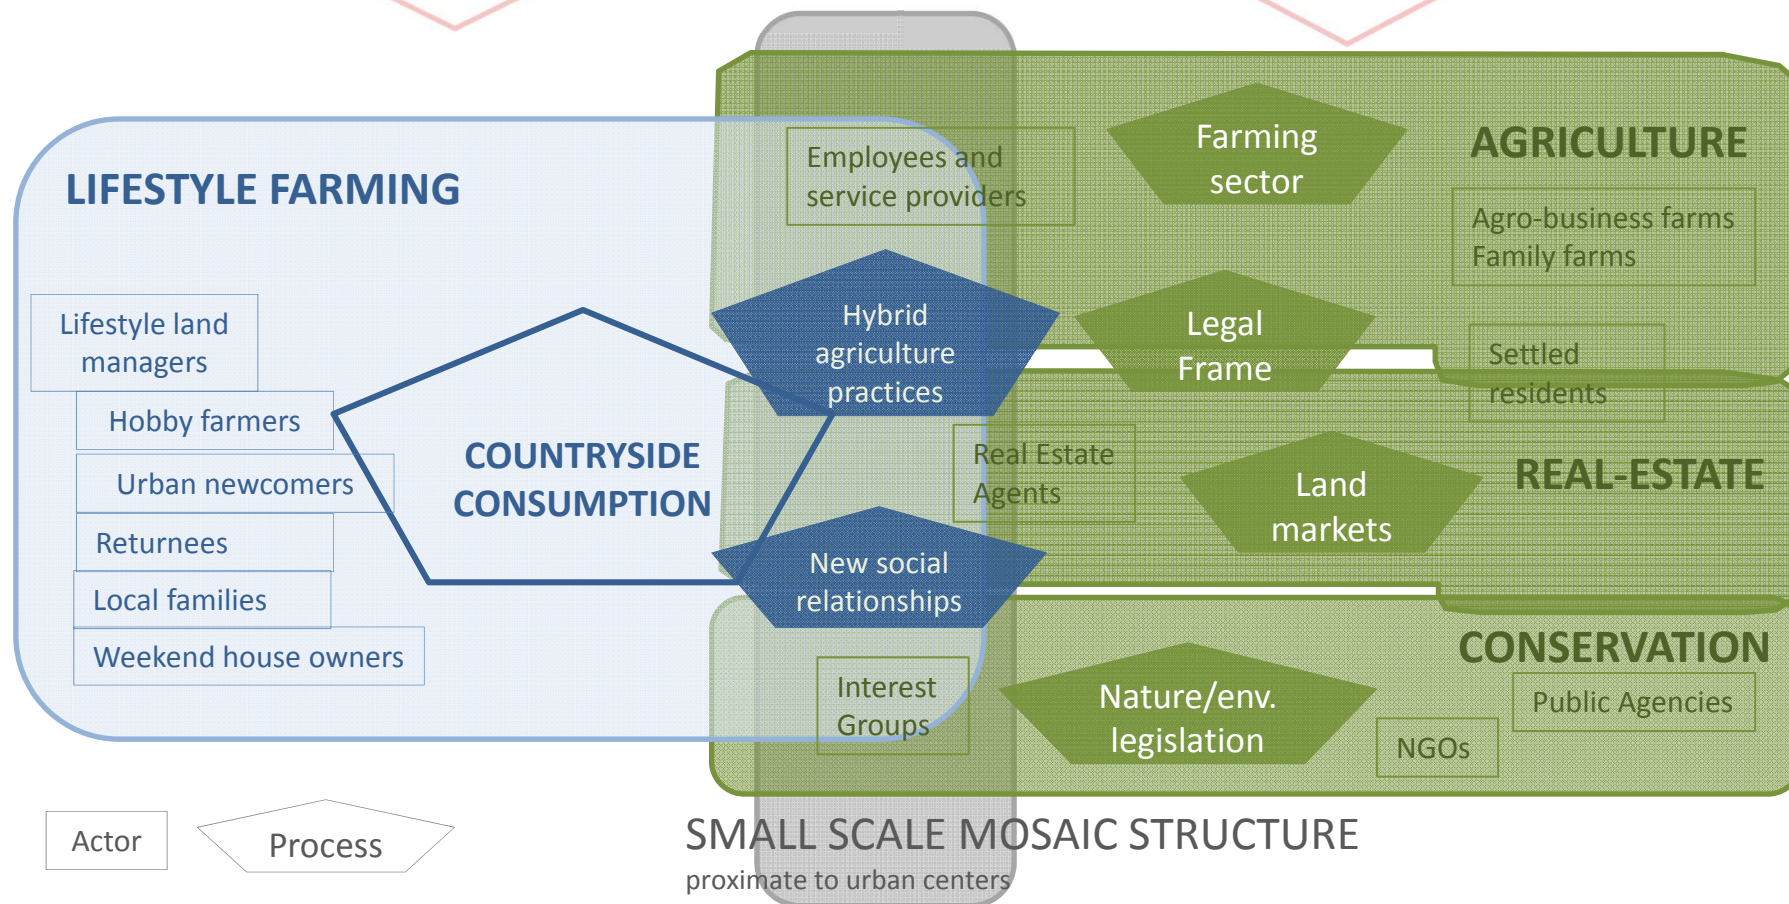 LIFESTYLE FARMING
Lifestyle land
managers
Hobby farmers
Urban newcomers
Returnees
Local families
Weekend house owners
COUNTRYSIDE
CONSUMPTION
Employees and
service providers
Hybrid
agriculture
practices
New social
relationships
Interest
Groups
Farming
sector
AGRICULTURE
Agro-business farms
Family farms
Legal
Frame
Settled
residents
Real Estate
Agents
Land
markets
REAL-ESTATE
CONSERVATION
Nature/env.
legislation
Public Agencies
NGOs
Actor
Process
SMALL SCALE MOSAIC STRUCTURE
proximate to urban centers